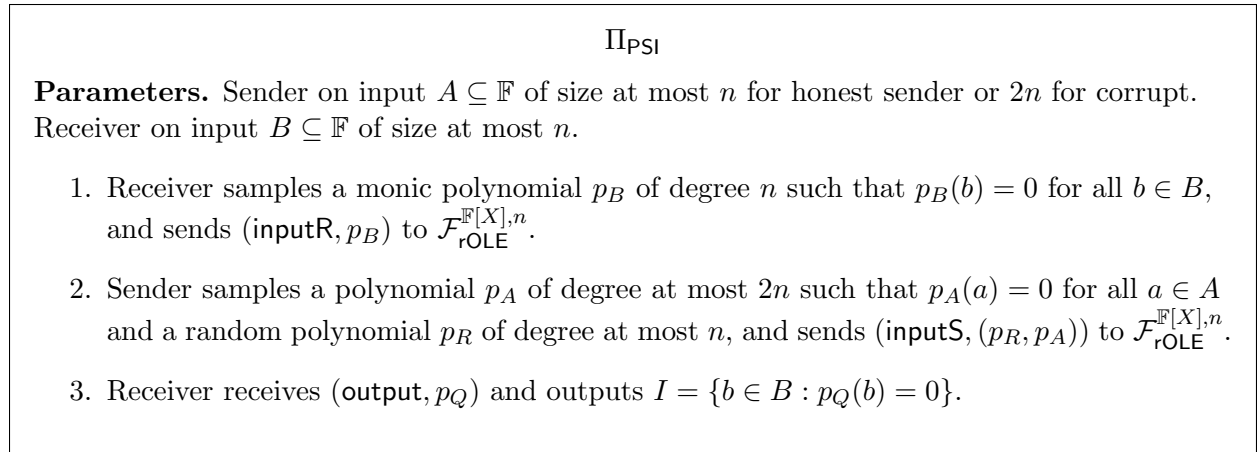 Π_PSI
Parameters. Sender on input A ⊆ 𝔽 of size at most n for honest sender or 2n for corrupt.
Receiver on input B ⊆ 𝔽 of size at most n.
1. Receiver samples a monic polynomial p_B of degree n such that p_B(b) = 0 for all b ∈ B,
and sends (inputR, p_B) to ℱ_rOLE^{𝔽[X],n}.
2. Sender samples a polynomial p_A of degree at most 2n such that p_A(a) = 0 for all a ∈ A
and a random polynomial p_R of degree at most n, and sends (inputS, (p_R, p_A)) to ℱ_rOLE^{𝔽[X],n}.
3. Receiver receives (output, p_Q) and outputs I = {b ∈ B : p_Q(b) = 0}.